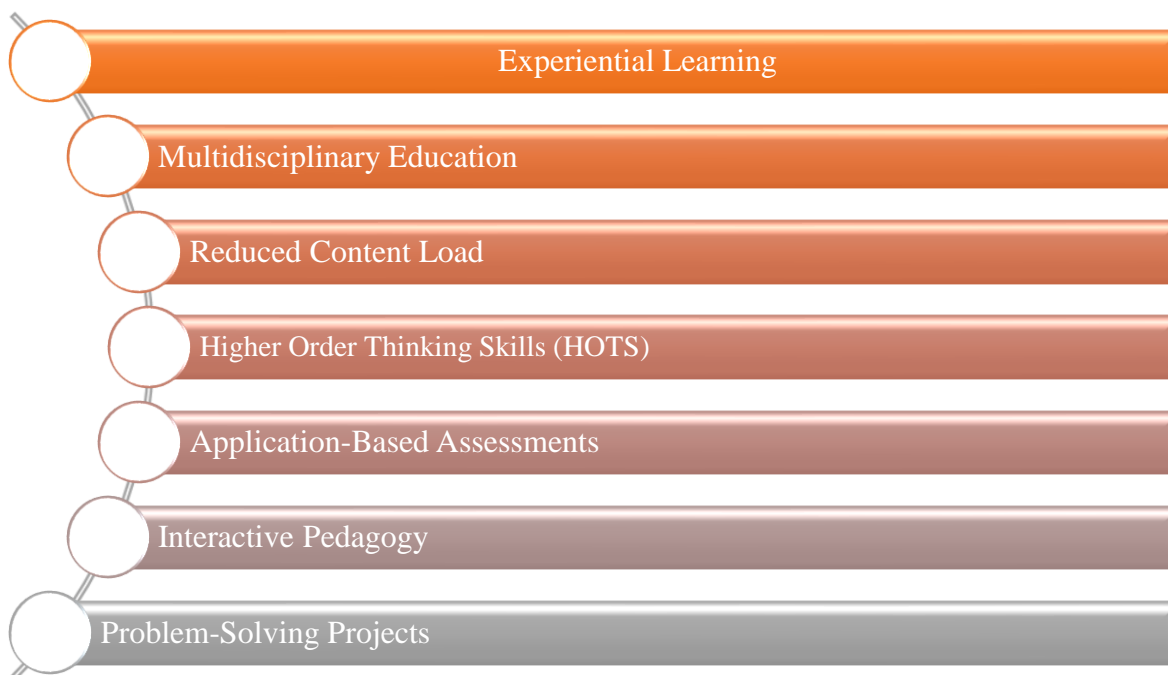 Experiential Learning
Multidisciplinary Education
Reduced Content Load
Higher Order Thinking Skills (HOTS)
Application-Based Assessments
Interactive Pedagogy
Problem-Solving Projects